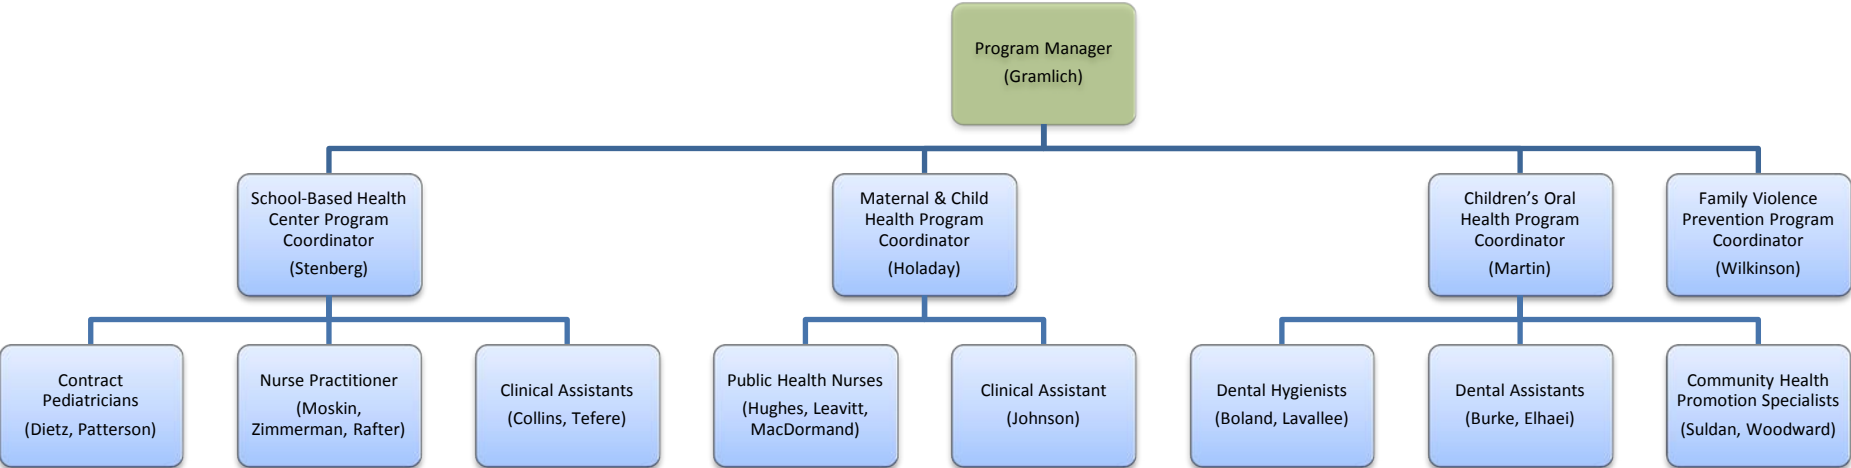 Program Manager
(Gramlich)
School-Based Health
Center Program
Coordinator
(Stenberg)
Maternal & Child
Health Program
Coordinator
(Holaday)
Children’s Oral
Health Program
Coordinator
(Martin)
Family Violence
Prevention Program
Coordinator
(Wilkinson)
Contract
Pediatricians
(Dietz, Patterson)
Nurse Practitioner
(Moskin,
Zimmerman, Rafter)
Clinical Assistants
(Collins, Tefere)
Public Health Nurses
(Hughes, Leavitt,
MacDormand)
Clinical Assistant
(Johnson)
Dental Hygienists
(Boland, Lavallee)
Dental Assistants
(Burke, Elhaei)
Community Health
Promotion Specialists
(Suldan, Woodward)